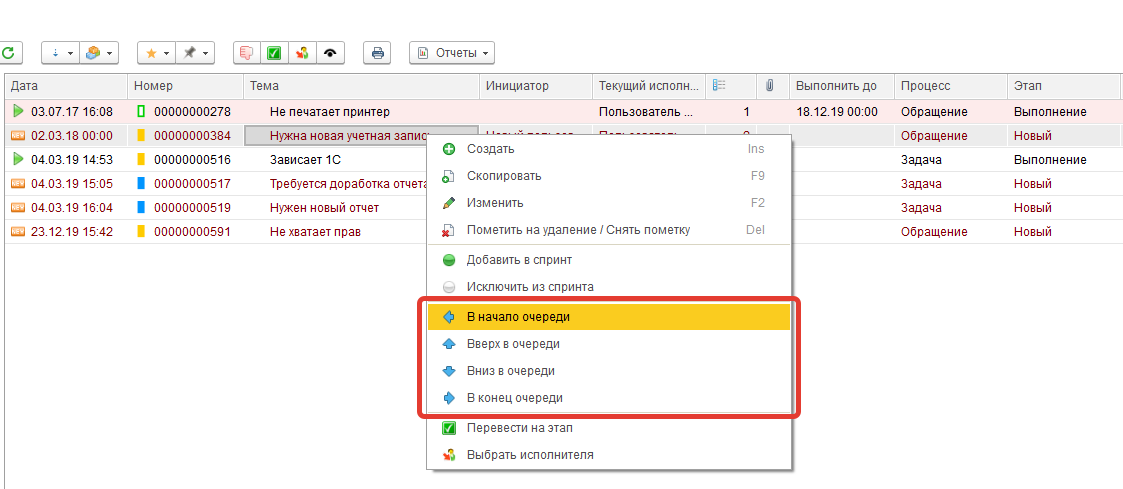 Отчеты
Дата Номер Тема Инициатор Текущий исполн... Выполнить до Процесс Этап
03.07.17 16:08 00000000278 Не печатает принтер Пользователь ... 1 18.12.19 00:00 Обращение Выполнение
NEW 02.03.18 00:00 00000000384 Нужна новая учетная запис Обращение Новый
04.03.19 14:53 00000000516 Зависает 1С Задача Выполнение
NEW 04.03.19 15:05 00000000517 Требуется доработка отчета Задача Новый
NEW 04.03.19 16:04 00000000519 Нужен новый отчет Задача Новый
NEW 23.12.19 15:42 00000000591 Не хватает прав Обращение Новый
Создать Ins
Скопировать F9
Изменить F2
Пометить на удаление / Снять пометку Del
Добавить в спринт
Исключить из спринта
В начало очереди
Вверх в очереди
Вниз в очереди
В конец очереди
Перевести на этап
Выбрать исполнителя